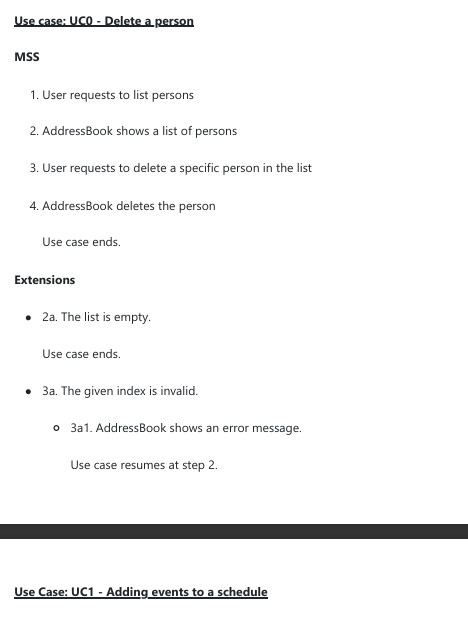 Use case: UC0 - Delete a person
MSS
1. User requests to list persons
2. AddressBook shows a list of persons
3. User requests to delete a specific person in the list
4. AddressBook deletes the person
Use case ends.
Extensions
● 2a. The list is empty.
Use case ends.
● 3a. The given index is invalid.
○ 3a1. AddressBook shows an error message.
Use case resumes at step 2.
Use Case: UC1 - Adding events to a schedule